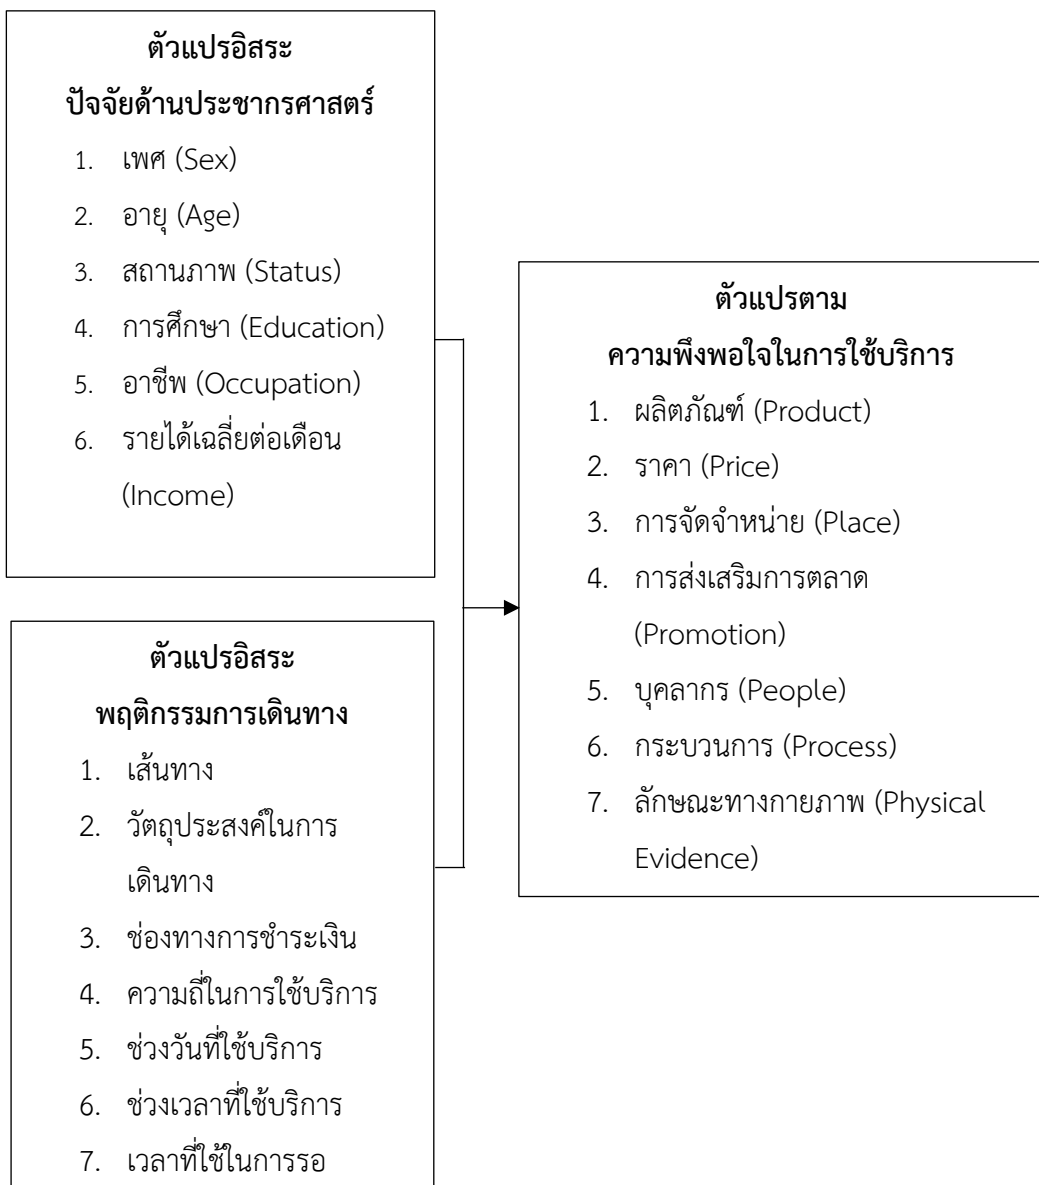 ตัวแปรอิสระ
ปัจจัยด้านประชากรศาสตร์
1. เพศ (Sex)
2. อายุ (Age)
3. สถานภาพ (Status)
4. การศึกษา (Education)
5. อาชีพ (Occupation)
6. รายได้เฉลี่ยต่อเดือน
(Income)
ตัวแปรอิสระ
พฤติกรรมการเดินทาง
1. เส้นทาง
2. วัตถุประสงค์ในการ
เดินทาง
3. ช่องทางการชำระเงิน
4. ความถี่ในการใช้บริการ
5. ช่วงวันที่ใช้บริการ
6. ช่วงเวลาที่ใช้บริการ
7. เวลาที่ใช้ในการรอ
ตัวแปรตาม
ความพึงพอใจในการใช้บริการ
1. ผลิตภัณฑ์ (Product)
2. ราคา (Price)
3. การจัดจำหน่าย (Place)
4. การส่งเสริมการตลาด
(Promotion)
5. บุคลากร (People)
6. กระบวนการ (Process)
7. ลักษณะทางกายภาพ (Physical
Evidence)